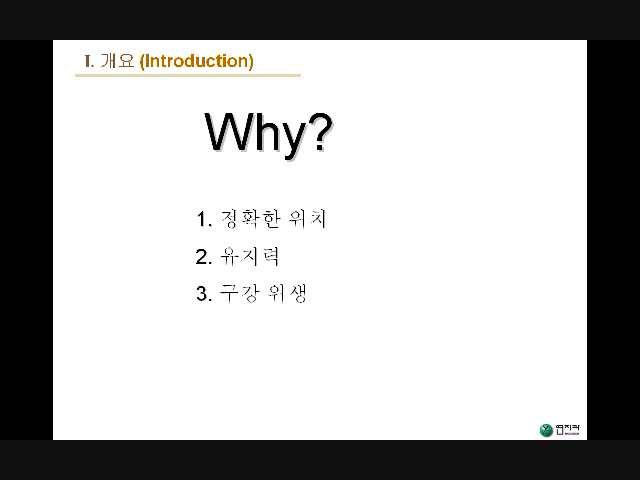 I. 개요 (Introduction)
Why?
1. 정확한 위치
2. 유지력
3. 구강 위생